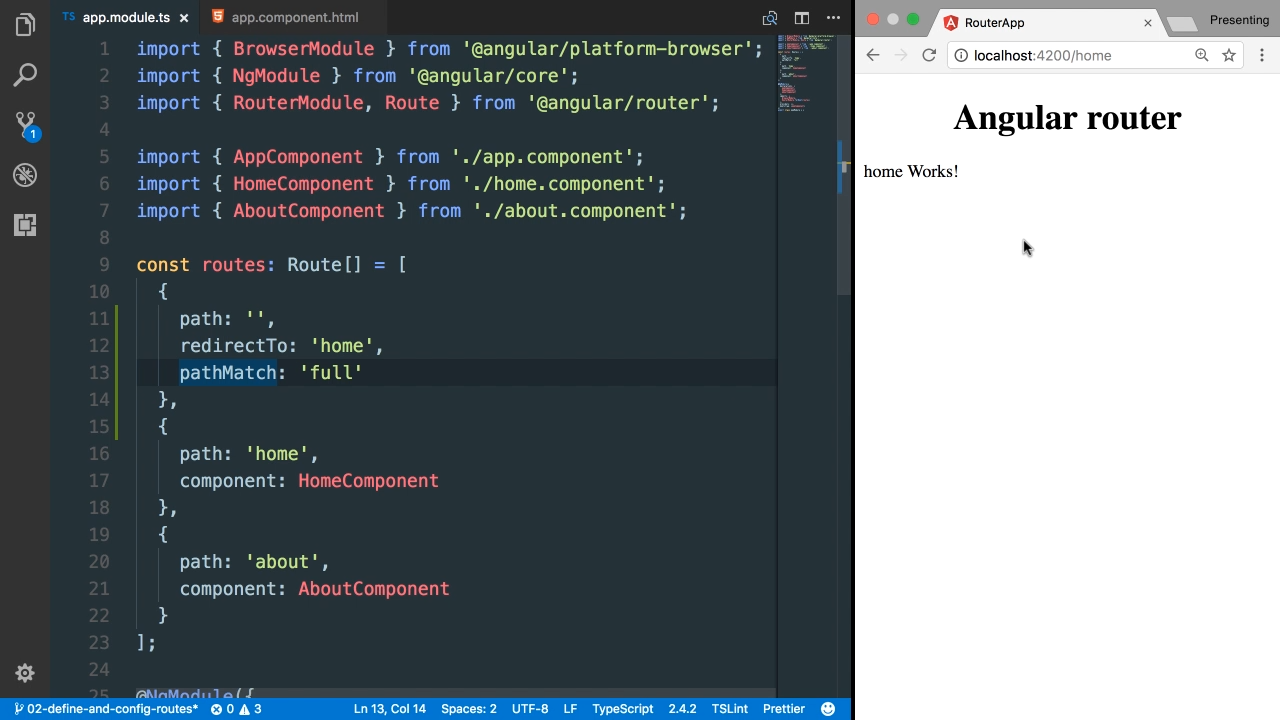 TS app.module.ts ×
5 app.component.html
1 import { BrowserModule } from '@angular/platform-browser';
2 import { NgModule } from '@angular/core';
3 import { RouterModule, Route } from '@angular/router';
4
5 import { AppComponent } from './app.component';
6 import { HomeComponent } from './home.component';
7 import { AboutComponent } from './about.component';
8
9 const routes: Route[] = [
10 {
11 path: '',
12 redirectTo: 'home',
13 pathMatch: 'full'
14 },
15 {
16 path: 'home',
17 component: HomeComponent
18 },
19 {
20 path: 'about',
21 component: AboutComponent
22 }
23 ];
24
25 @NgModule({
1
02-define-and-config-routes* 0 3 Ln 13, Col 14 Spaces: 2 UTF-8 LF TypeScript 2.4.2 TSLint Prettier
RouterApp × Presenting
localhost:4200/home
Angular router
home Works!